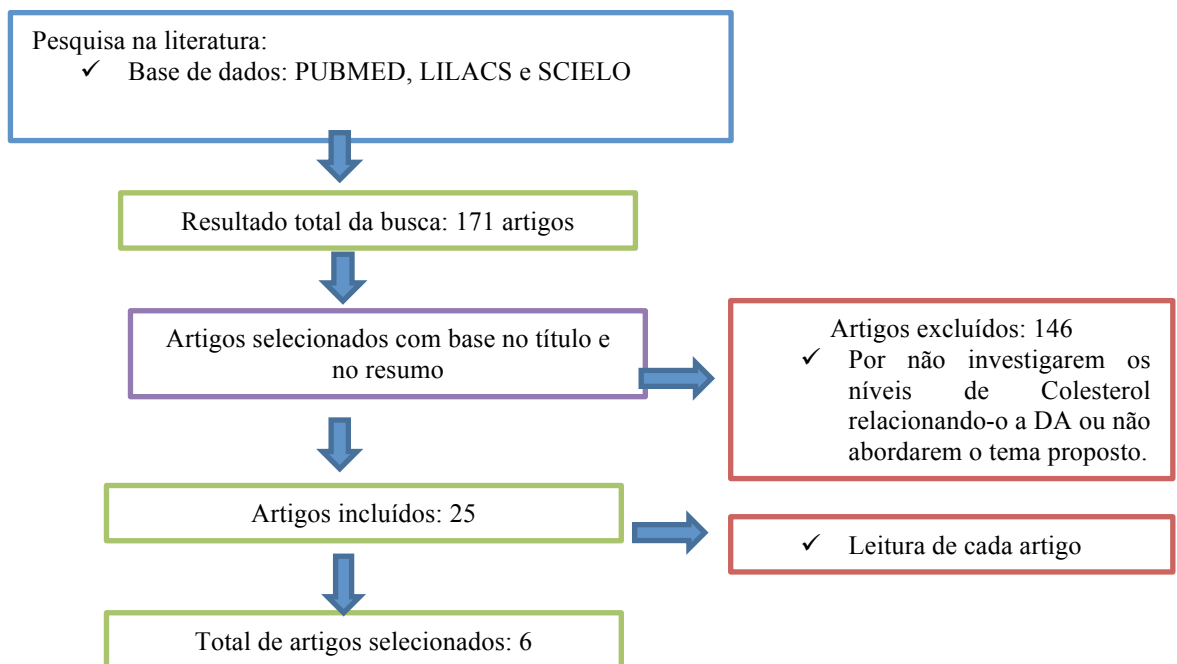 Pesquisa na literatura:
✓ Base de dados: PUBMED, LILACS e SCIELO
Resultado total da busca: 171 artigos
Artigos selecionados com base no título e
no resumo
Artigos excluídos: 146
✓ Por não investigarem os
níveis de Colesterol
relacionando-o a DA ou não
abordarem o tema proposto.
Artigos incluídos: 25
✓ Leitura de cada artigo
Total de artigos selecionados: 6